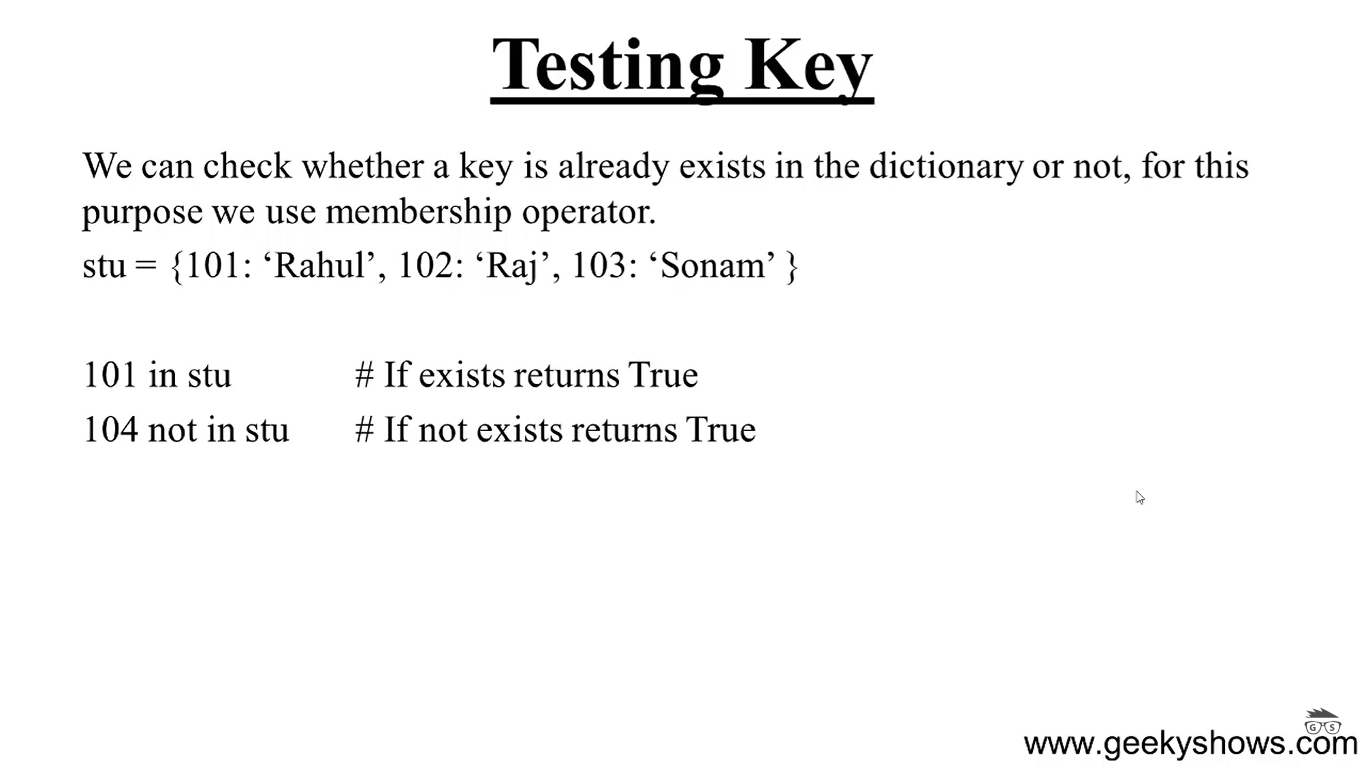 Testing Key
We can check whether a key is already exists in the dictionary or not, for this
purpose we use membership operator.
stu = {101: ‘Rahul’, 102: ‘Raj’, 103: ‘Sonam’ }
101 in stu # If exists returns True
104 not in stu # If not exists returns True
G S
www.geekyshows.com